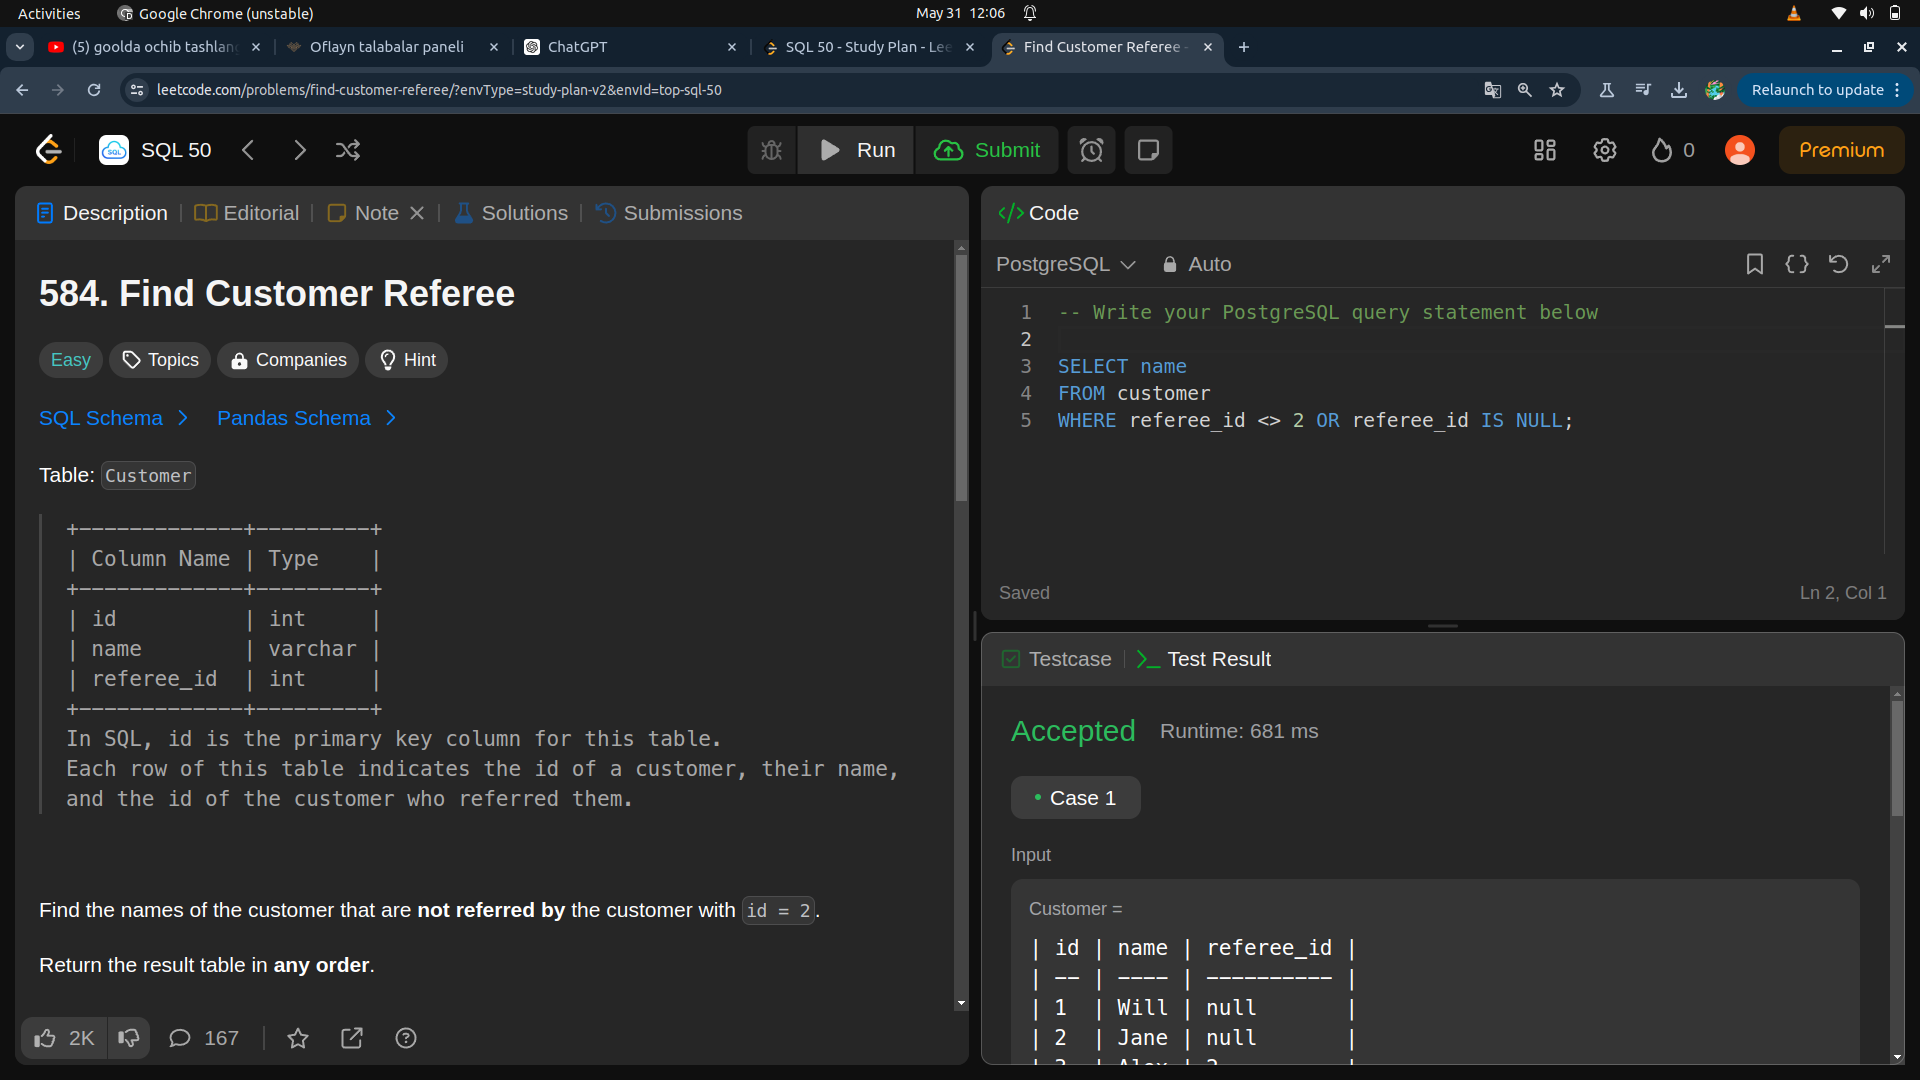 Activities
Google Chrome (unstable)
May 31 12:06
(5) goolda ochib tashlan
Oflayn talabalar paneli
ChatGPT
SQL 50 - Study Plan - Lee
Find Customer Referee -
leetcode.com/problems/find-customer-referee/?envType=study-plan-v2&envId=top-sql-50
Relaunch to update
SQL 50
Run
Submit
0
Premium
Description
Editorial
Note
Solutions
Submissions
584. Find Customer Referee
Easy
Topics
Companies
Hint
SQL Schema
Pandas Schema
Table: Customer
+-------------+---------+
| Column Name | Type    |
+-------------+---------+
| id          | int     |
| name        | varchar |
| referee_id  | int     |
+-------------+---------+
In SQL, id is the primary key column for this table.
Each row of this table indicates the id of a customer, their name,
and the id of the customer who referred them.
Find the names of the customer that are not referred by the customer with id = 2.
Return the result table in any order.
2K
167
</> Code
PostgreSQL
Auto
1 -- Write your PostgreSQL query statement below
2
3 SELECT name
4 FROM customer
5 WHERE referee_id <> 2 OR referee_id IS NULL;
Saved
Ln 2, Col 1
Testcase
Test Result
Accepted
Runtime: 681 ms
Case 1
Input
Customer =
| id | name | referee_id |
| -- | ---- | ---------- |
| 1  | Will | null       |
| 2  | Jane | null       |
| 3  | Alex | 2          |